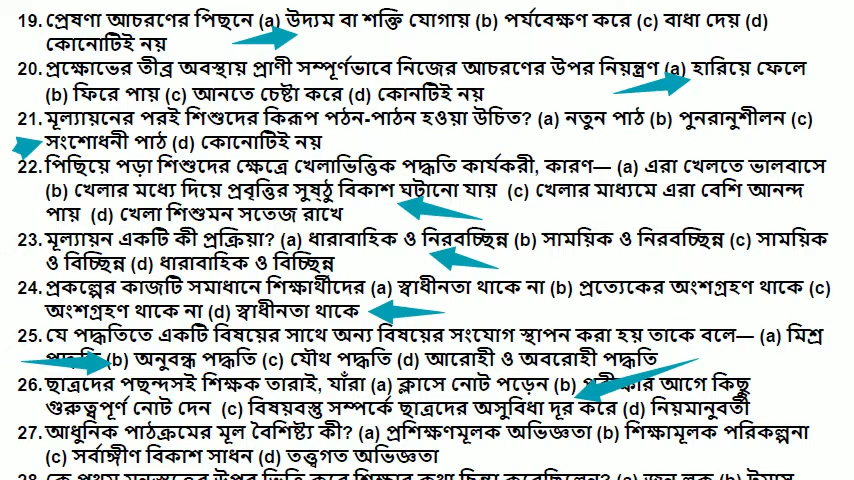 19. প্রেষণা আচরণের পিছনে (a) উদ্যম বা শক্তি যোগায় (b) পর্যবেক্ষণ করে (c) বাধা দেয় (d)
কোনোটিই নয়
20. প্রক্ষোভের তীব্র অবস্থায় প্রাণী সম্পূর্ণভাবে নিজের আচরণের উপর নিয়ন্ত্রণ (a) হারিয়ে ফেলে
(b) ফিরে পায় (c) আনতে চেষ্টা করে (d) কোনটিই নয়
21. মূল্যায়নের পরই শিশুদের কিরূপ পঠন-পাঠন হওয়া উচিত? (a) নতুন পাঠ (b) পুনরানুশীলন (c)
সংশোধনী পাঠ (d) কোনোটিই নয়
22. পিছিয়ে পড়া শিশুদের ক্ষেত্রে খেলাভিত্তিক পদ্ধতি কার্যকরী, কারণ— (a) এরা খেলতে ভালবাসে
(b) খেলার মধ্যে দিয়ে প্রবৃত্তির সুষ্ঠু বিকাশ ঘটানো যায় (c) খেলার মাধ্যমে এরা বেশি আনন্দ
পায় (d) খেলা শিশুমন সতেজ রাখে
23. মূল্যায়ন একটি কী প্রক্রিয়া? (a) ধারাবাহিক ও নিরবচ্ছিন্ন (b) সাময়িক ও নিরবচ্ছিন্ন (c) সাময়িক
ও বিচ্ছিন্ন (d) ধারাবাহিক ও বিচ্ছিন্ন
24. প্রকল্পের কাজটি সমাধানে শিক্ষার্থীদের (a) স্বাধীনতা থাকে না (b) প্রত্যেকের অংশগ্রহণ থাকে (c)
অংশগ্রহণ থাকে না (d) স্বাধীনতা থাকে
25. যে পদ্ধতিতে একটি বিষয়ের সাথে অন্য বিষয়ের সংযোগ স্থাপন করা হয় তাকে বলে— (a) মিশ্র
পদ্ধতি (b) অনুবন্ধ পদ্ধতি (c) যৌথ পদ্ধতি (d) আরোহী ও অবরোহী পদ্ধতি
26. ছাত্রদের পছন্দসই শিক্ষক তারাই, যাঁরা (a) ক্লাসে নোট পড়েন (b) পরীক্ষার আগে কিছু
গুরুত্বপূর্ণ নোট দেন (c) বিষয়বস্তু সম্পর্কে ছাত্রদের অসুবিধা দূর করে (d) নিয়মানুবর্তী
27. আধুনিক পাঠক্রমের মূল বৈশিষ্ট্য কী? (a) প্রশিক্ষণমূলক অভিজ্ঞতা (b) শিক্ষামূলক পরিকল্পনা
(c) সর্বাঙ্গীণ বিকাশ সাধন (d) তত্ত্বগত অভিজ্ঞতা